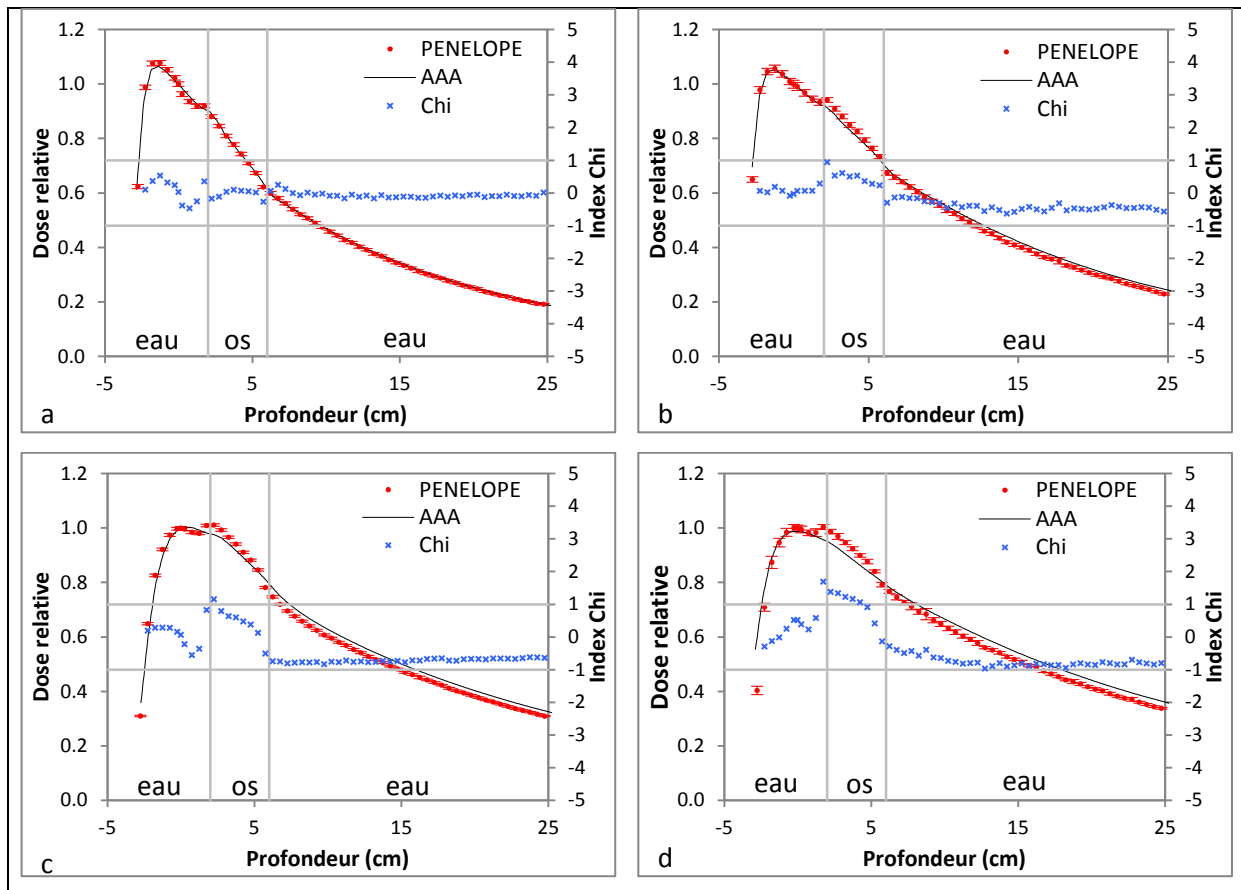 1.2
1.0
0.8
0.6
0.4
0.2
0.0
Dose relative
5
4
3
2
1
0
-1
-2
-3
-4
-5
Index Chi
PENELOPE
AAA
Chi
eau
os
eau
-5
5
15
25
Profondeur (cm)
a
1.2
1.0
0.8
0.6
0.4
0.2
0.0
Dose relative
5
4
3
2
1
0
-1
-2
-3
-4
-5
Index Chi
PENELOPE
AAA
Chi
eau
os
eau
-5
5
15
25
Profondeur (cm)
b
1.2
1.0
0.8
0.6
0.4
0.2
0.0
Dose relative
5
4
3
2
1
0
-1
-2
-3
-4
-5
Index Chi
PENELOPE
AAA
Chi
eau
os
eau
-5
5
15
25
Profondeur (cm)
c
1.2
1.0
0.8
0.6
0.4
0.2
0.0
Dose relative
5
4
3
2
1
0
-1
-2
-3
-4
-5
Index Chi
PENELOPE
AAA
Chi
eau
os
eau
-5
5
15
25
Profondeur (cm)
d